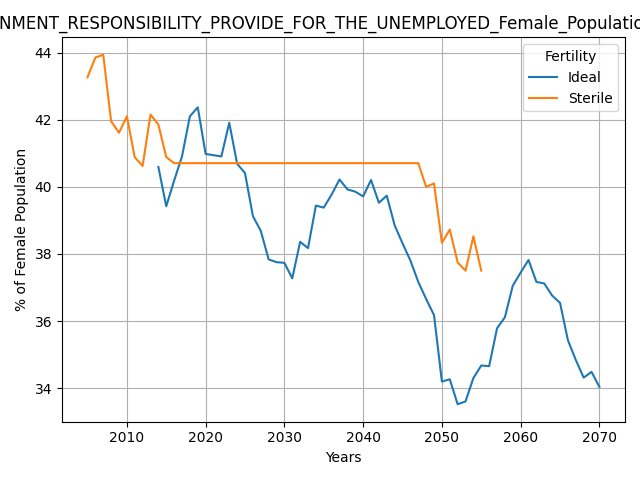 NMENT_RESPONSIBILITY_PROVIDE_FOR_THE_UNEMPLOYED_Female_Populatio
Fertility
Ideal
Sterile
% of Female Population
44
42
40
38
36
34
2010 2020 2030 2040 2050 2060 2070
Years